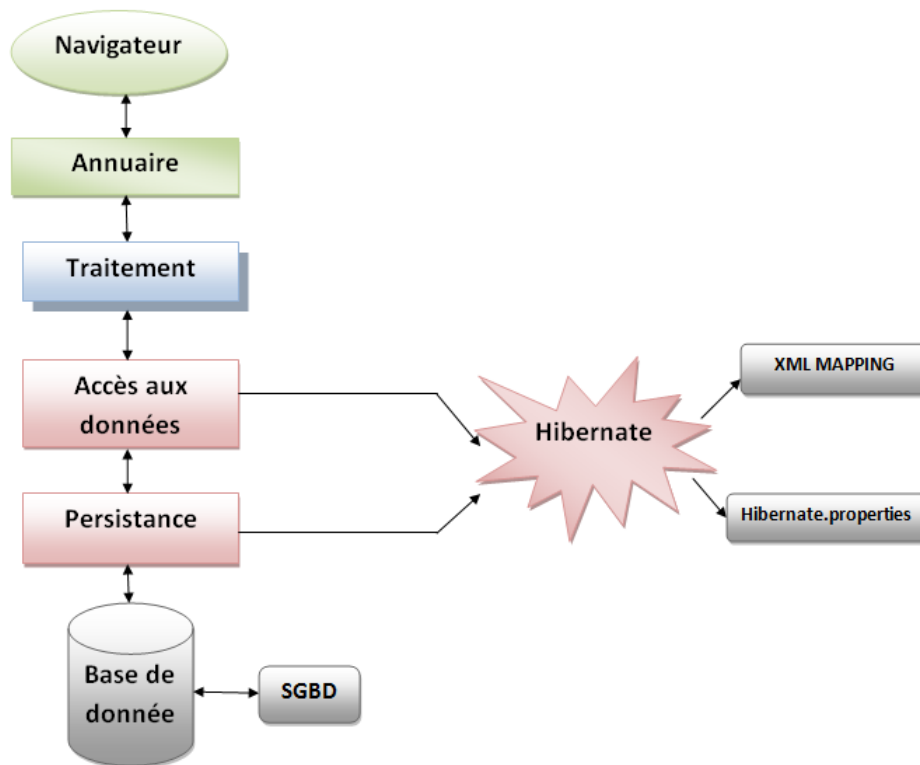 Navigateur
Annuaire
Traitement
Accès aux
données
Hibernate
XML MAPPING
Persistance
Hibernate.properties
Base de
donnée
SGBD